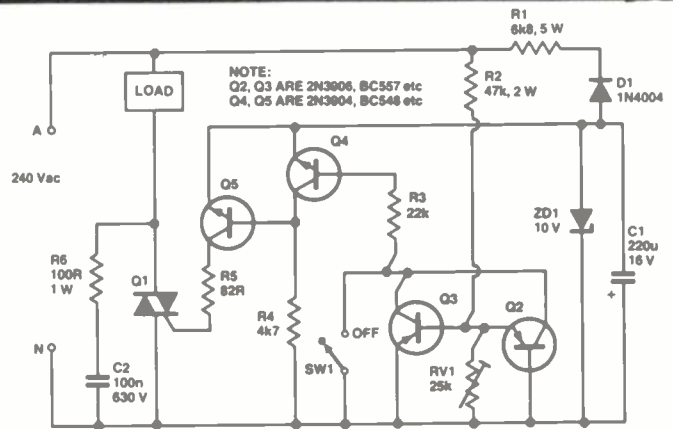 R1
6k8, 5 W
NOTE:
Q2, Q3 ARE 2N3906, BC557 etc
Q4, Q5 ARE 2N3904, BC548 etc
R2
47k, 2 W
D1
1N4004
LOAD
A
Q4
Q5
240 Vac
R3
22k
ZD1
10 V
C1
220u
16 V
+
R6
100R
1 W
Q1
R5
82R
R4
4k7
OFF
Q3
Q2
SW1
RV1
25k
N
C2
100n
630 V